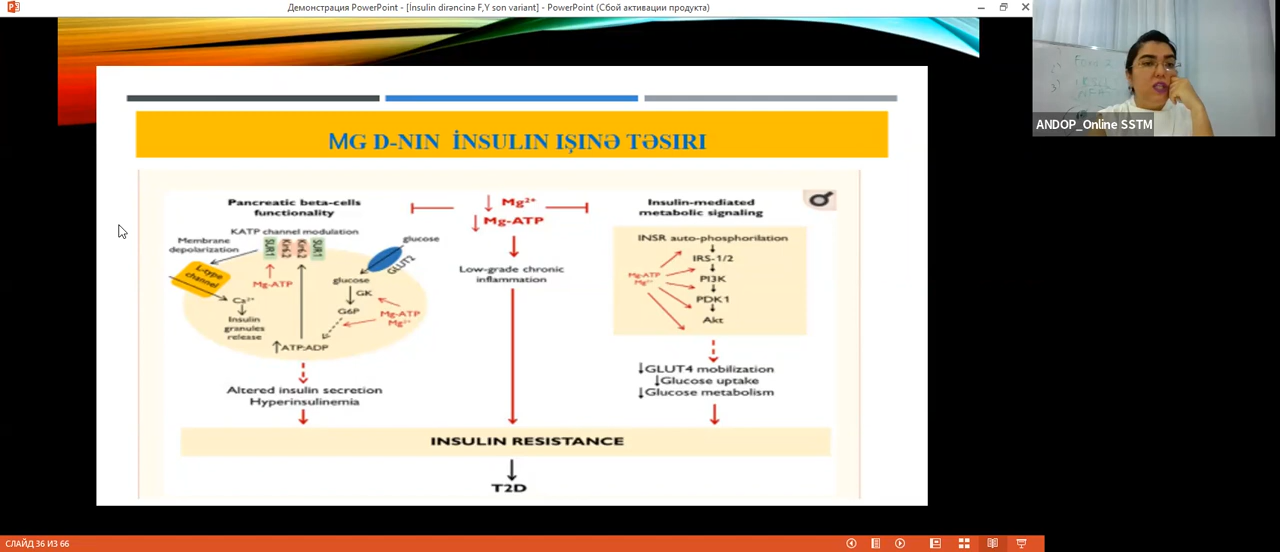 Демонстрация PowerPoint - [İnsulin dirəncinə F,Y son variant] - PowerPoint (Сбой активации продукта)
ANDOP_Online SSTM
MG D-NIN İNSULIN IŞINƏ TƏSIRI
Pancreatic beta-cells
functionality
KATP channel modulation
Membrane
depolarization
SUR1
Kir6.2
Kir6.2
SUR1
L-type
channel
Mg-ATP
Ca²⁺
Insulin
granules
release
↑ATP:ADP
glucose
GLUT2
glucose
GK
G6P
Mg-ATP
Mg²⁺
Altered insulin secretion
Hyperinsulinemia
↓ Mg²⁺
↓ Mg-ATP
Low-grade chronic
inflammation
Insulin-mediated
metabolic signaling
INSR auto-phosphorilation
IRS-1/2
PI3K
PDK1
Akt
Mg-ATP
Mg²⁺
↓GLUT4 mobilization
↓Glucose uptake
↓Glucose metabolism
INSULIN RESISTANCE
T2D
СЛАЙД 36 ИЗ 66